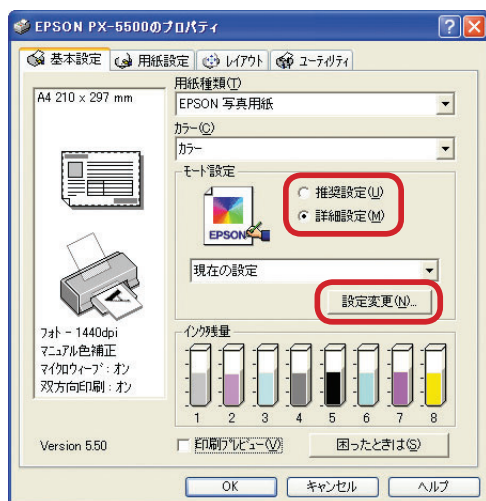 EPSON PX-5500のプロパティ
基本設定 用紙設定 レイアウト ユーティリティ
A4 210 x 297 mm
用紙種類(T)
EPSON 写真用紙
カラー(C)
カラー
モード設定
推奨設定(U)
詳細設定(M)
EPSON
現在の設定
設定変更(N)...
フォト - 1440dpi
マニュアル色補正
マイクロウィーブ : オン
双方向印刷 : オン
インク残量
1 2 3 4 5 6 7 8
Version 5.50
印刷プレビュー(V)
困ったときは(S)
OK キャンセル ヘルプ